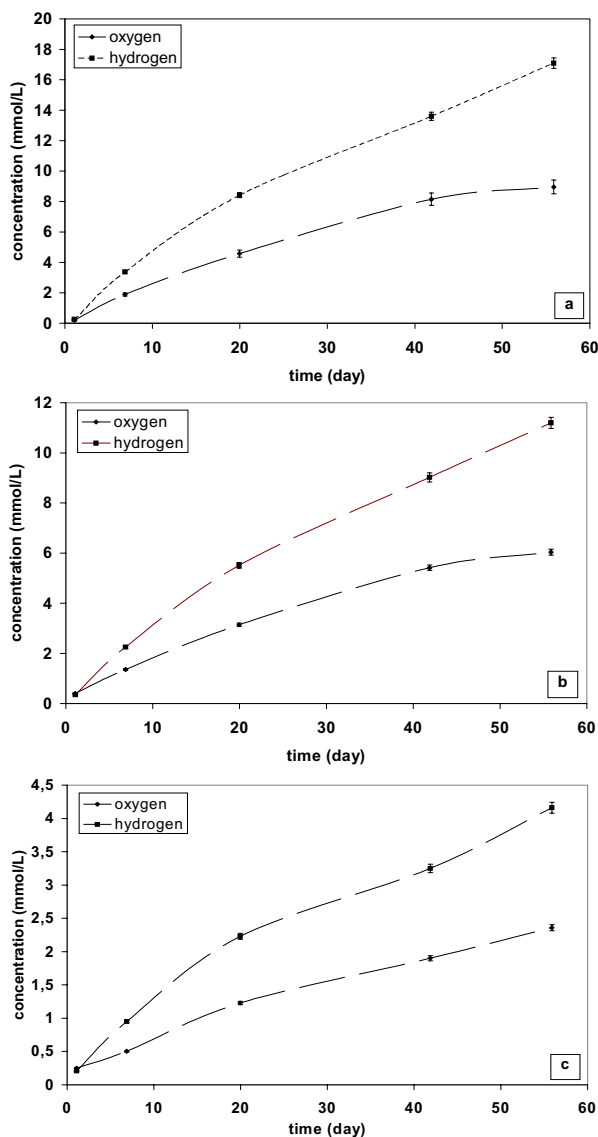 20
18
16
14
12
10
8
6
4
2
0
concentration (mmol/L)
oxygen
hydrogen
a
0 10 20 30 40 50 60
time (day)
12
10
8
6
4
2
0
concentration (mmol/L)
oxygen
hydrogen
b
0 10 20 30 40 50 60
time (day)
4,5
4
3,5
3
2,5
2
1,5
1
0,5
0
concentration (mmol/L)
oxygen
hydrogen
c
0 10 20 30 40 50 60
time (day)